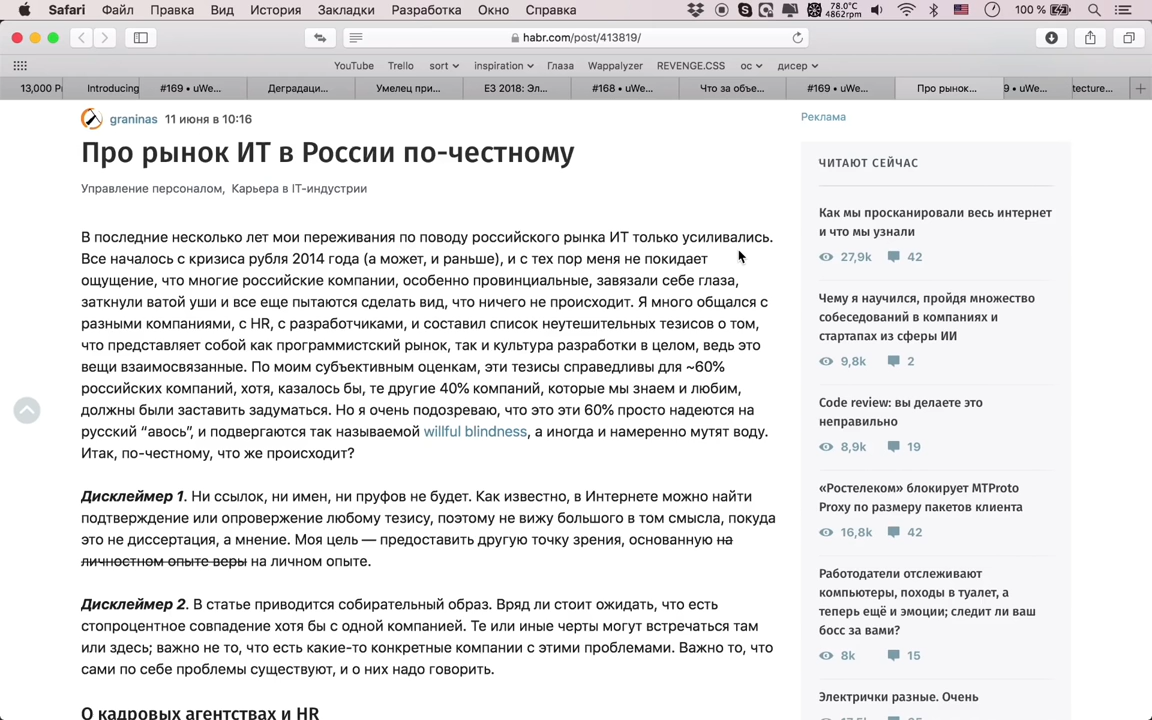 Safari Файл Правка Вид История Закладки Разработка Окно Справка 78.0°C 4862rpm 100 %
habr.com/post/413819/
YouTube Trello sort inspiration Глаза Wappalyzer REVENGE.CSS ос дисер
13,000 Pi Introducing #169 • uWe... Деградаци... Умелец при... E3 2018: Эл... #168 • uWe... Что за объе... #169 • uWe... Про рынок... 9 • uWe... tecture...
graninas 11 июня в 10:16
Про рынок ИТ в России по-честному
Управление персоналом, Карьера в IT-индустрии
В последние несколько лет мои переживания по поводу российского рынка ИТ только усиливались.
Все началось с кризиса рубля 2014 года (а может, и раньше), и с тех пор меня не покидает
ощущение, что многие российские компании, особенно провинциальные, завязали себе глаза,
заткнули ватой уши и все еще пытаются сделать вид, что ничего не происходит. Я много общался с
разными компаниями, с HR, с разработчиками, и составил список неутешительных тезисов о том,
что представляет собой как программистский рынок, так и культура разработки в целом, ведь это
вещи взаимосвязанные. По моим субъективным оценкам, эти тезисы справедливы для ~60%
российских компаний, хотя, казалось бы, те другие 40% компаний, которые мы знаем и любим,
должны были заставить задуматься. Но я очень подозреваю, что это эти 60% просто надеются на
русский “авось”, и подвергаются так называемой willful blindness, а иногда и намеренно мутят воду.
Итак, по-честному, что же происходит?
Дисклеймер 1. Ни ссылок, ни имен, ни пруфов не будет. Как известно, в Интернете можно найти
подтверждение или опровержение любому тезису, поэтому не вижу большого в том смысла, покуда
это не диссертация, а мнение. Моя цель — предоставить другую точку зрения, основанную на
личностном опыте веры на личном опыте.
Дисклеймер 2. В статье приводится собирательный образ. Вряд ли стоит ожидать, что есть
стопроцентное совпадение хотя бы с одной компанией. Те или иные черты могут встречаться там
или здесь; важно не то, что есть какие-то конкретные компании с этими проблемами. Важно то, что
сами по себе проблемы существуют, и о них надо говорить.
О кадровых агентствах и HR
Реклама
ЧИТАЮТ СЕЙЧАС
Как мы просканировали весь интернет
и что мы узнали
27,9k 42
Чему я научился, пройдя множество
собеседований в компаниях и
стартапах из сферы ИИ
9,8k 2
Code review: вы делаете это
неправильно
8,9k 19
«Ростелеком» блокирует MTProto
Proxy по размеру пакетов клиента
16,8k 42
Работодатели отслеживают
компьютеры, походы в туалет, а
теперь ещё и эмоции; следит ли ваш
босс за вами?
8k 15
Электрички разные. Очень